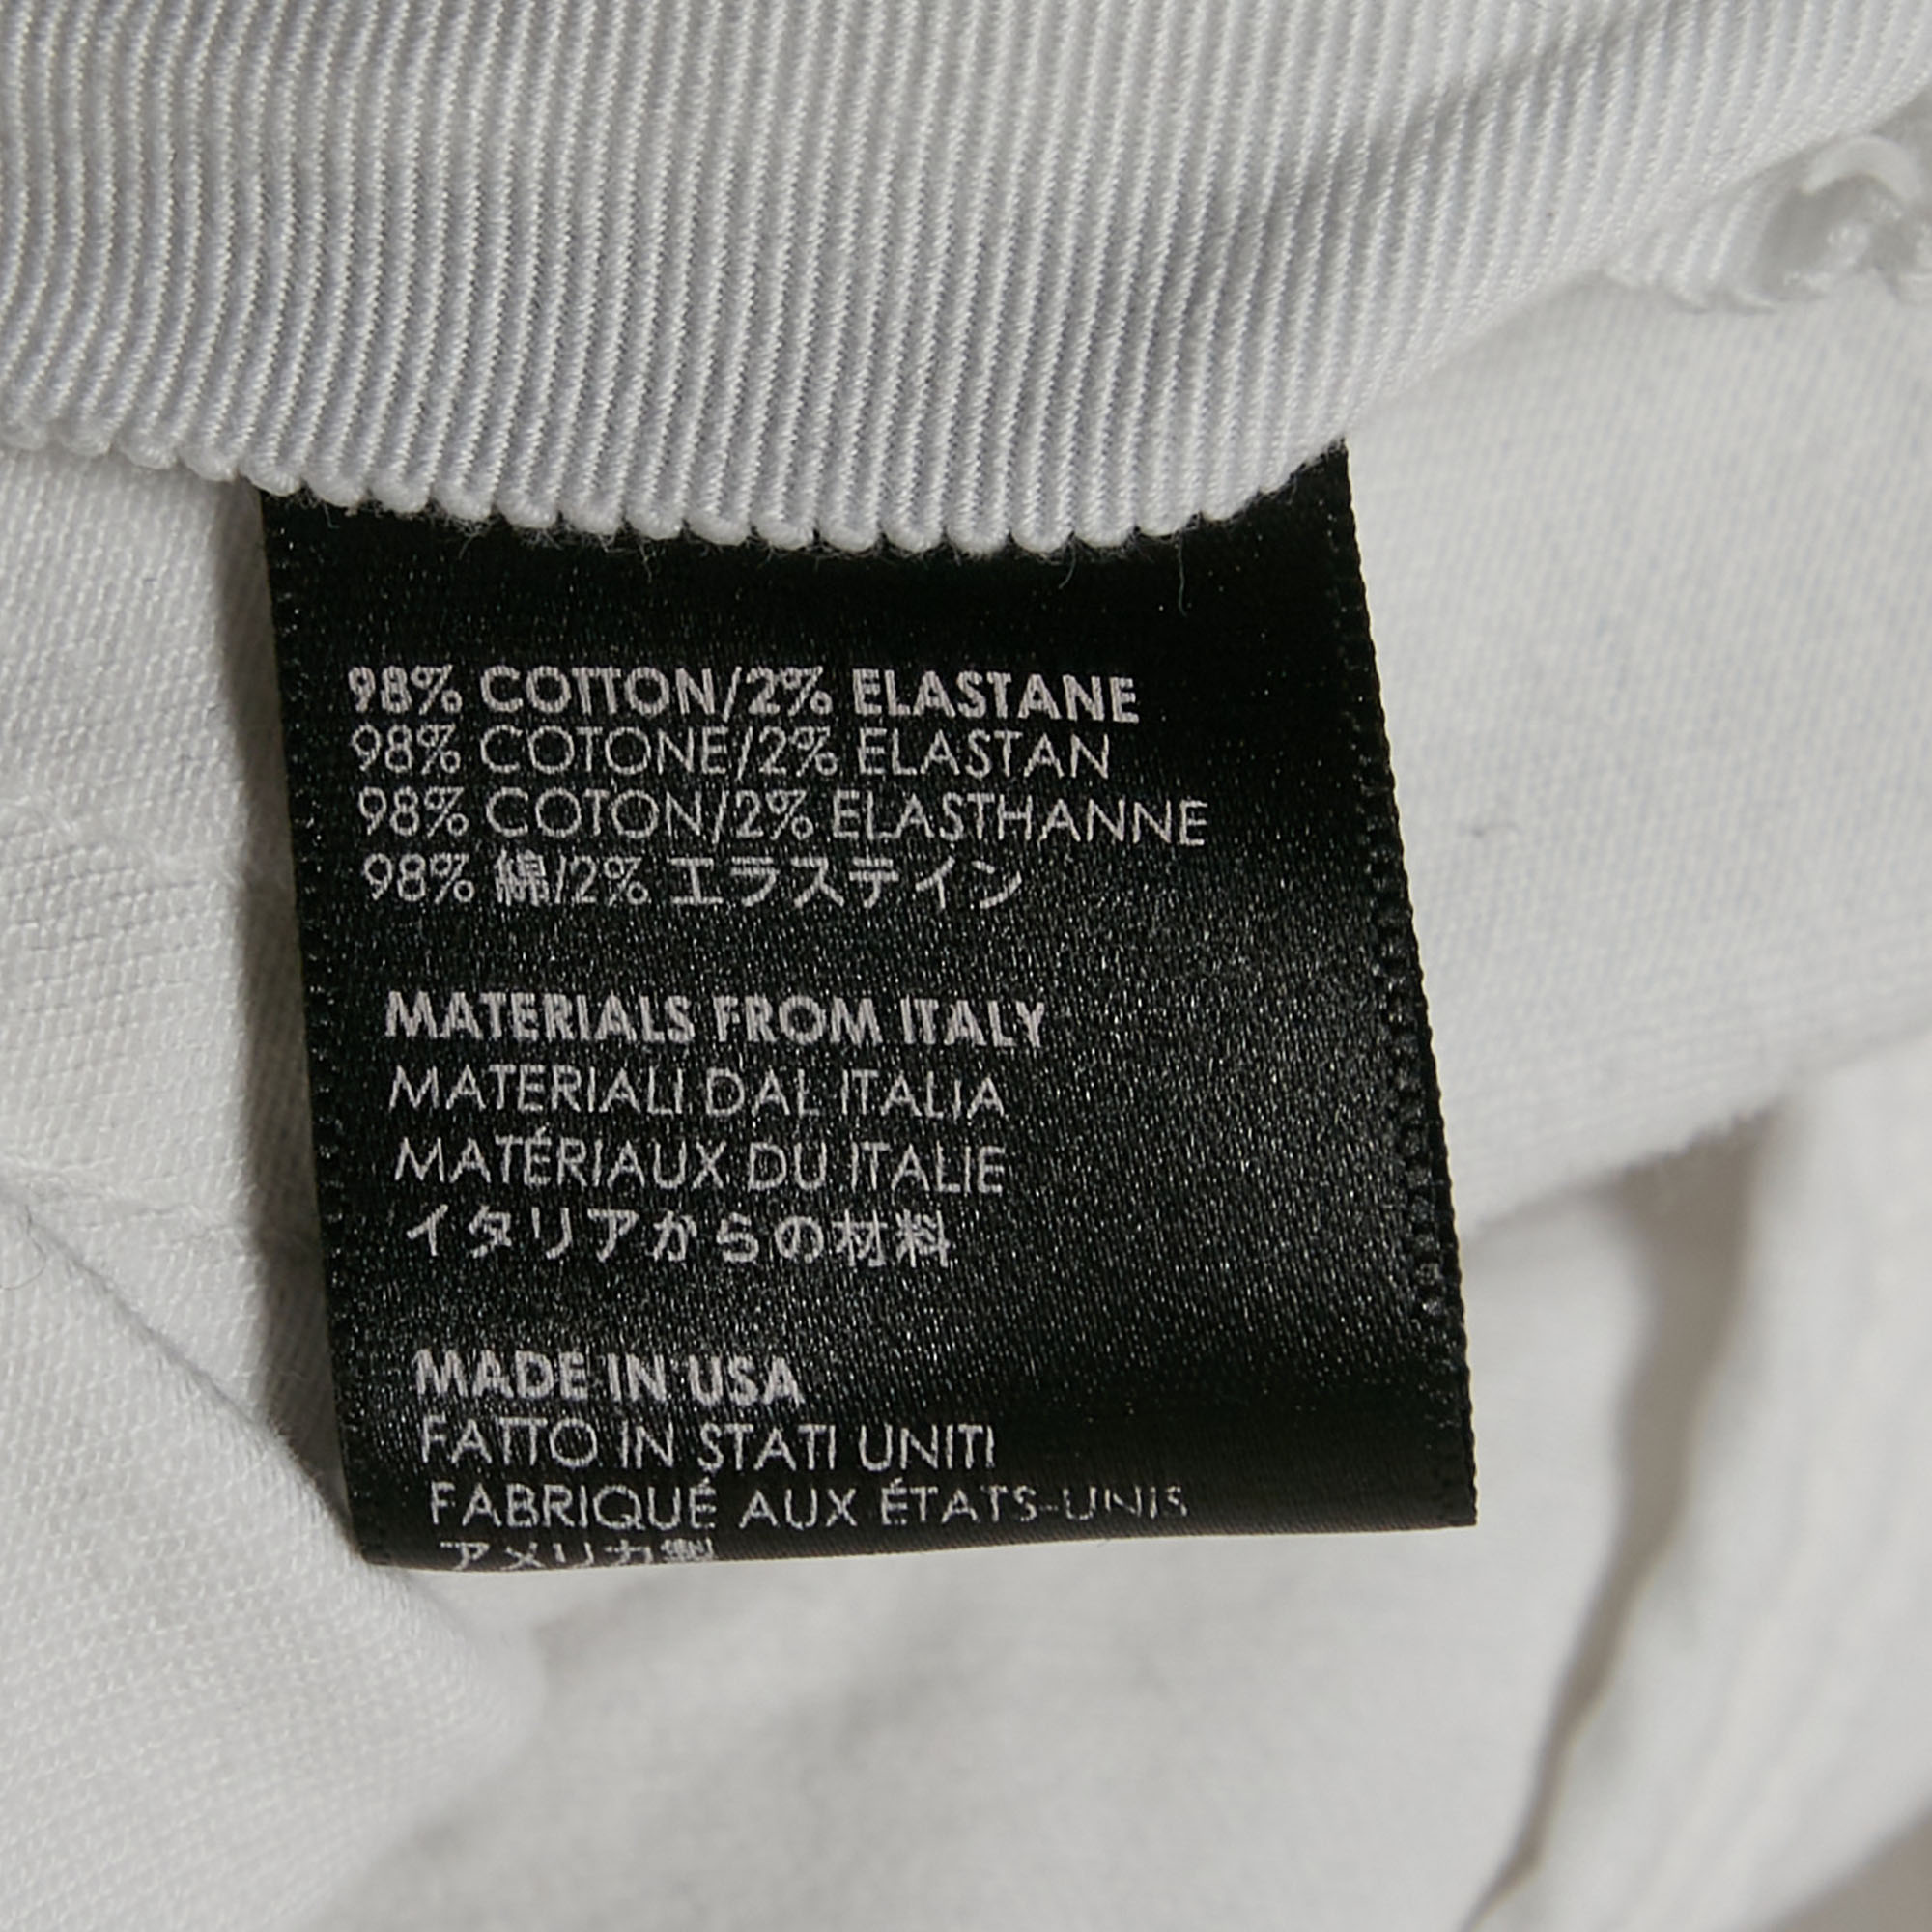 98% COTTON/2% ELASTANE
98% COTONE/2% ELASTAN
98% COTON/2% ELASTHANNE
98% 綿/2% エラステイン
MATERIALS FROM ITALY
MATERIALI DAL ITALIA
MATÉRIAUX DU ITALIE
イタリアからの材料
MADE IN USA
FATTO IN STATI UNITI
FABRIQUÉ AUX ÉTATS-UNIS
アメリカ製